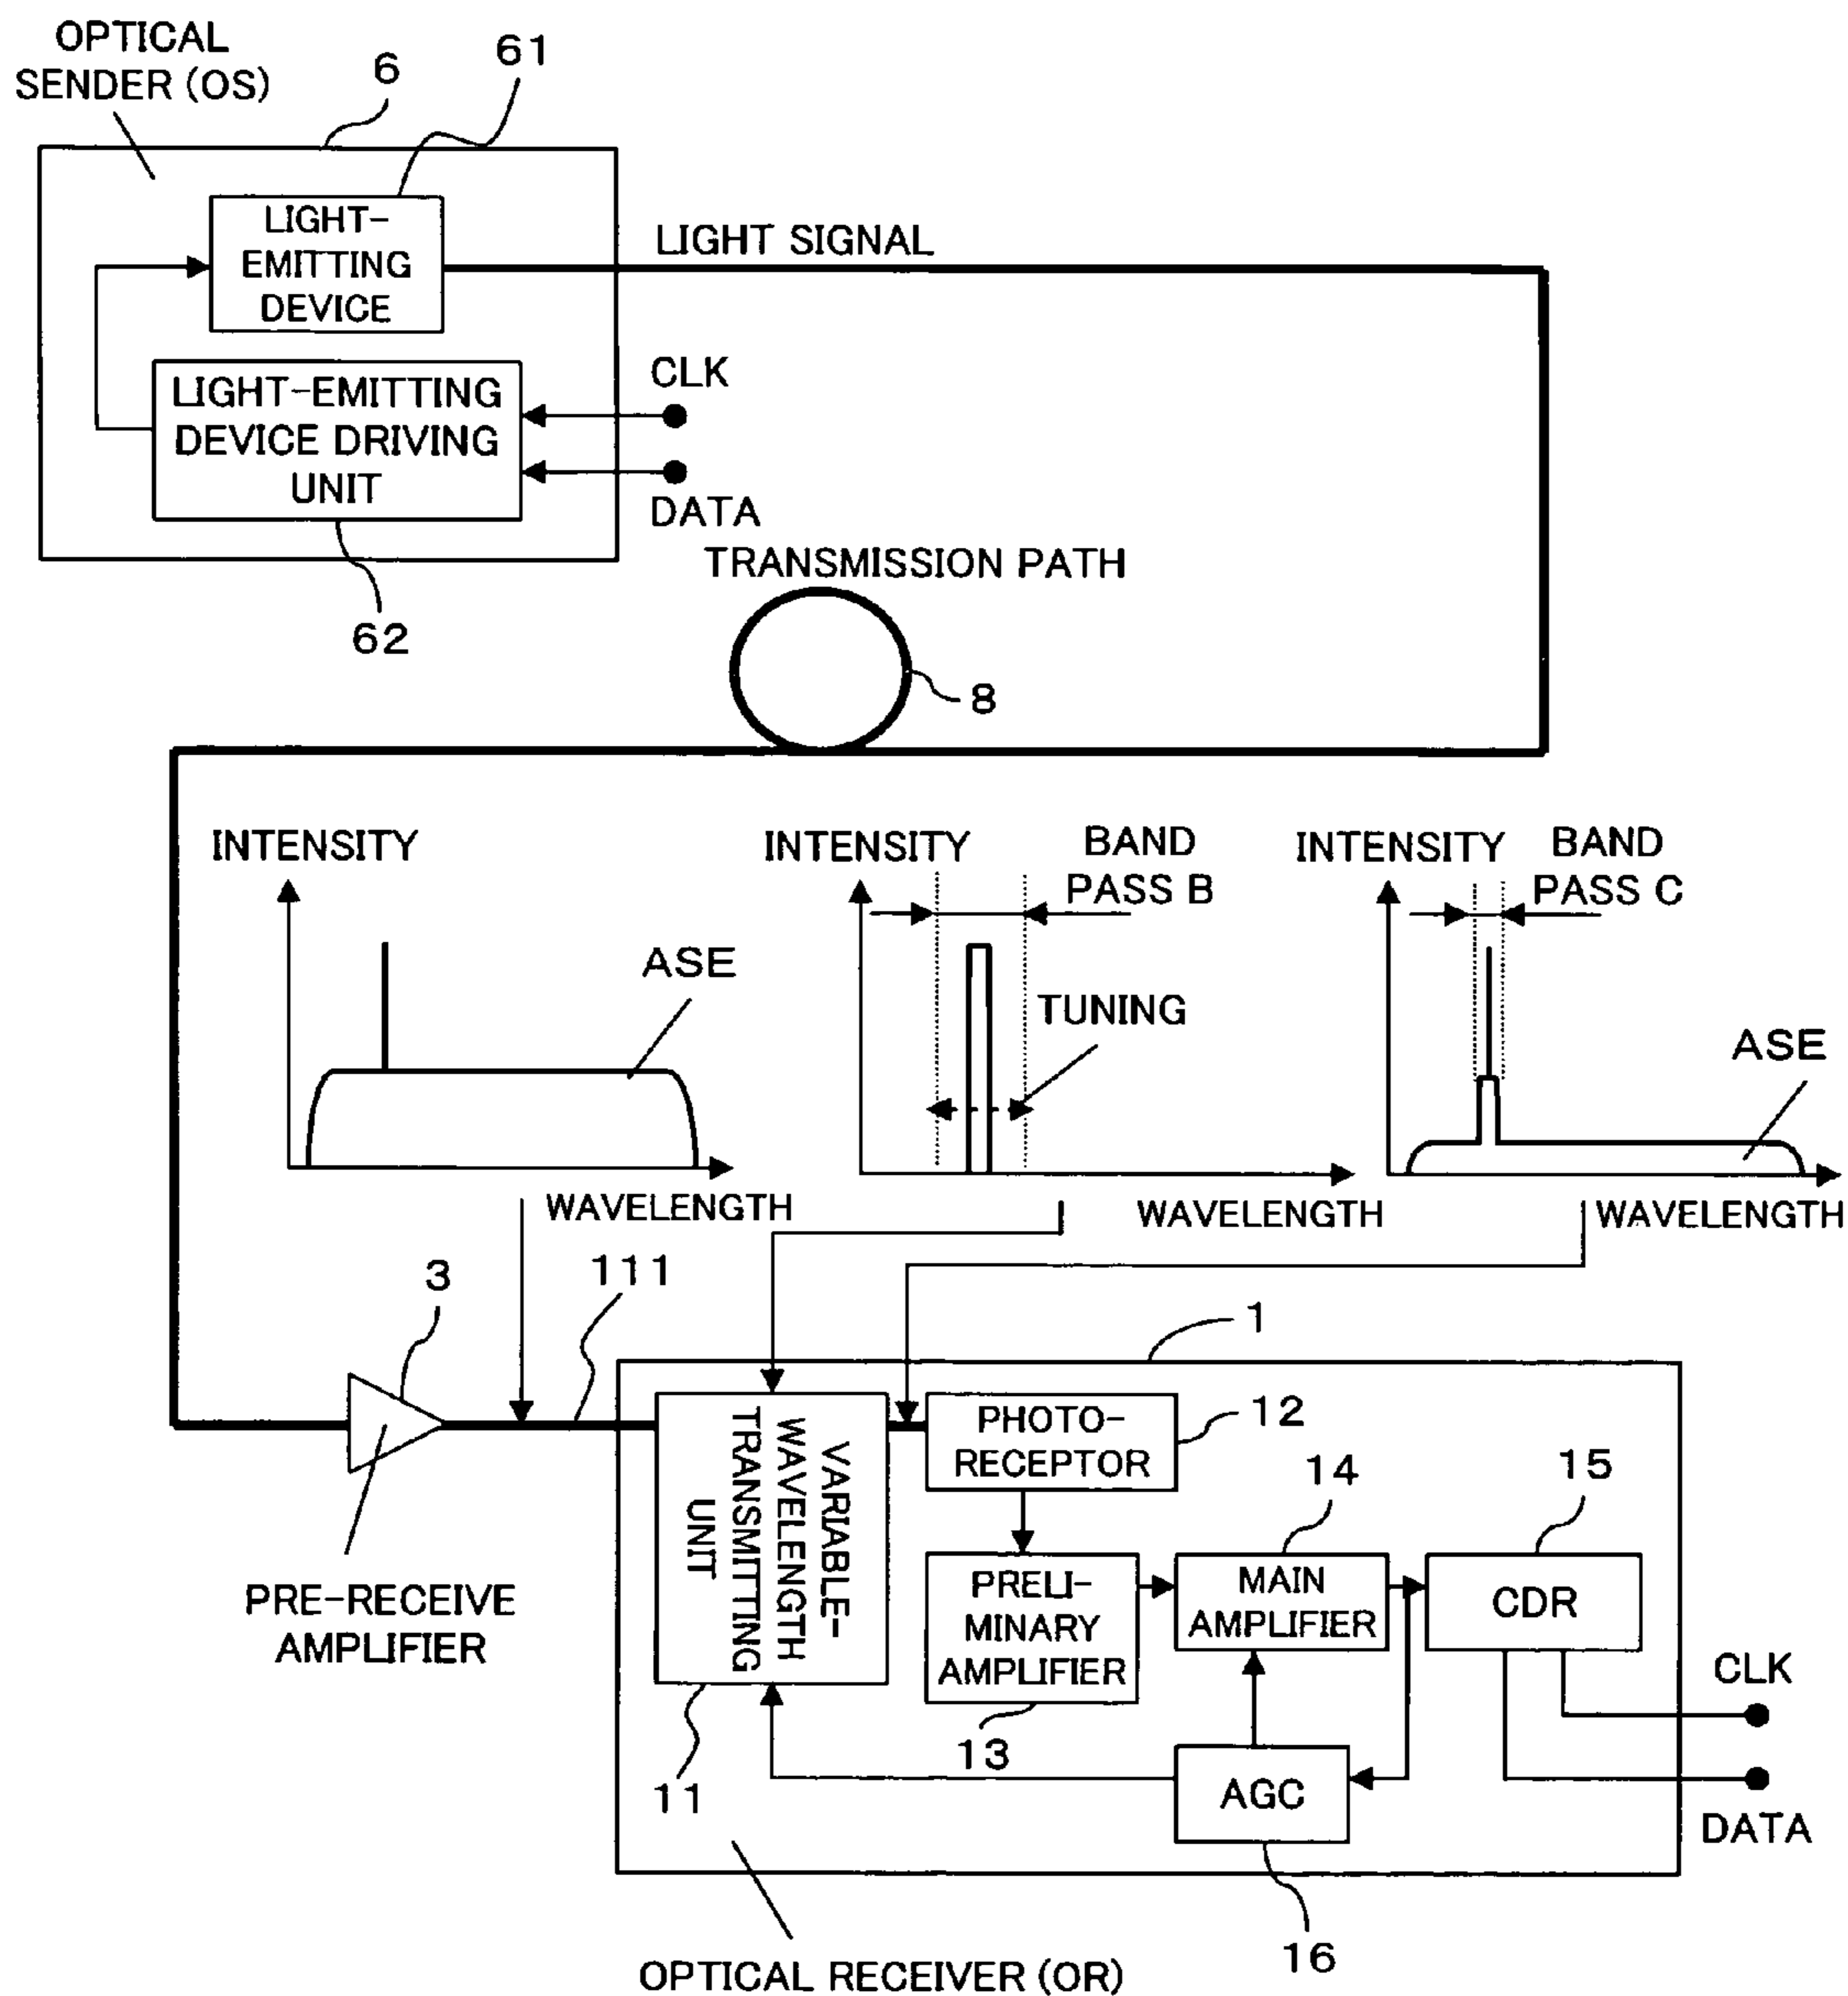 OPTICAL
SENDER (OS)
6
61
LIGHT-
EMITTING
DEVICE
LIGHT SIGNAL
LIGHT-EMITTING
DEVICE DRIVING
UNIT
CLK
DATA
62
TRANSMISSION PATH
8
INTENSITY
ASE
WAVELENGTH
INTENSITY
BAND
PASS B
TUNING
WAVELENGTH
INTENSITY
BAND
PASS C
ASE
WAVELENGTH
3
111
1
PRE-RECEIVE
AMPLIFIER
VARIABLE-
WAVELENGTH
TRANSMITTING
UNIT
11
PHOTO-
RECEPTOR
12
PRELI-
MINARY
AMPLIFIER
13
MAIN
AMPLIFIER
14
CDR
15
CLK
DATA
AGC
16
OPTICAL RECEIVER (OR)